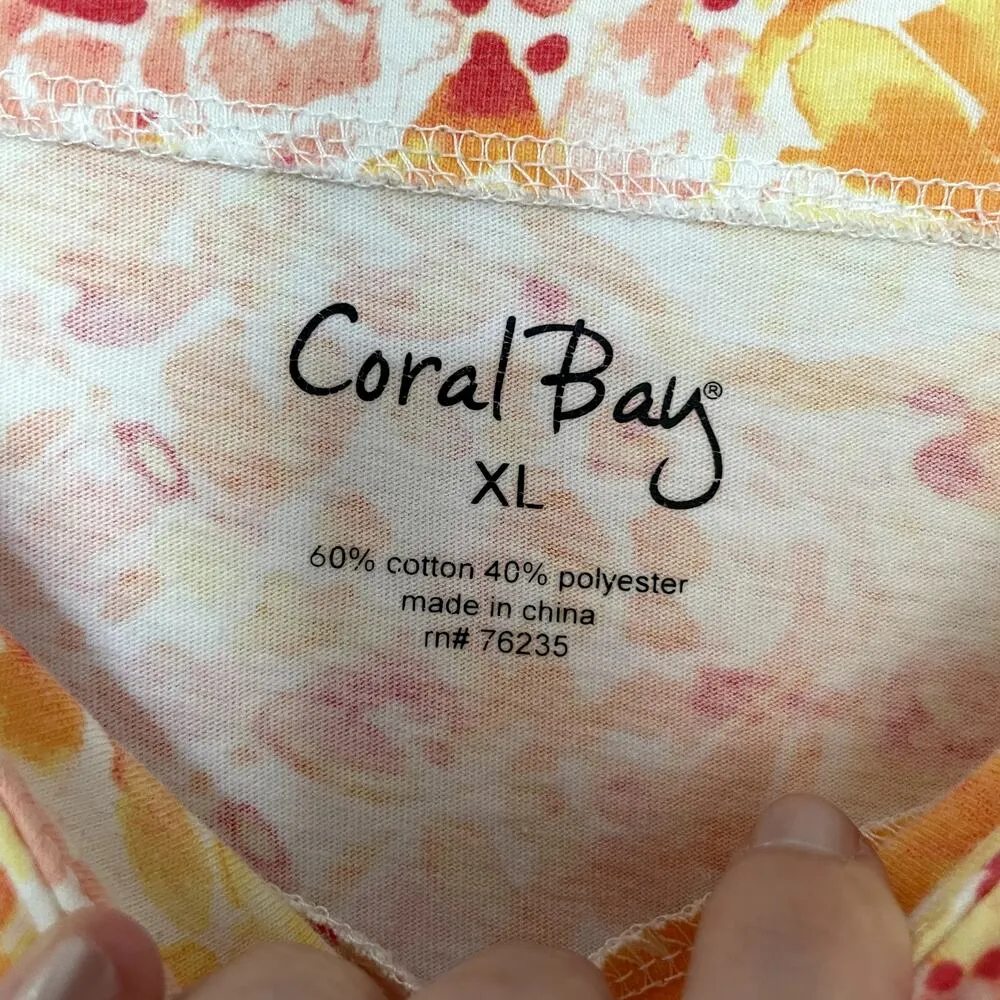 Coral Bay®
XL
60% cotton 40% polyester
made in china
rn# 76235